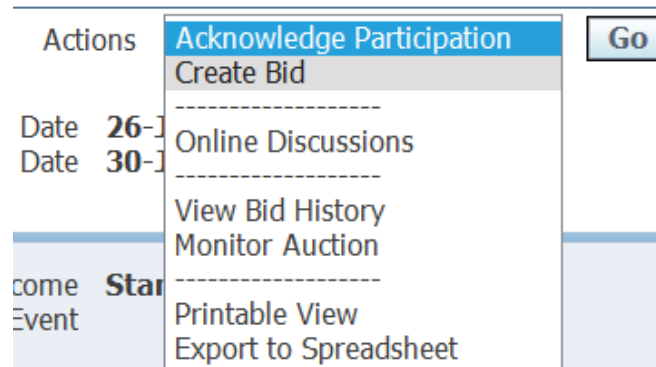 Actions Acknowledge Participation Go
Create Bid
-------------------
Date 26-J
Online Discussions
Date 30-J
-------------------
View Bid History
Monitor Auction
-------------------
come Stan
Event
Printable View
Export to Spreadsheet